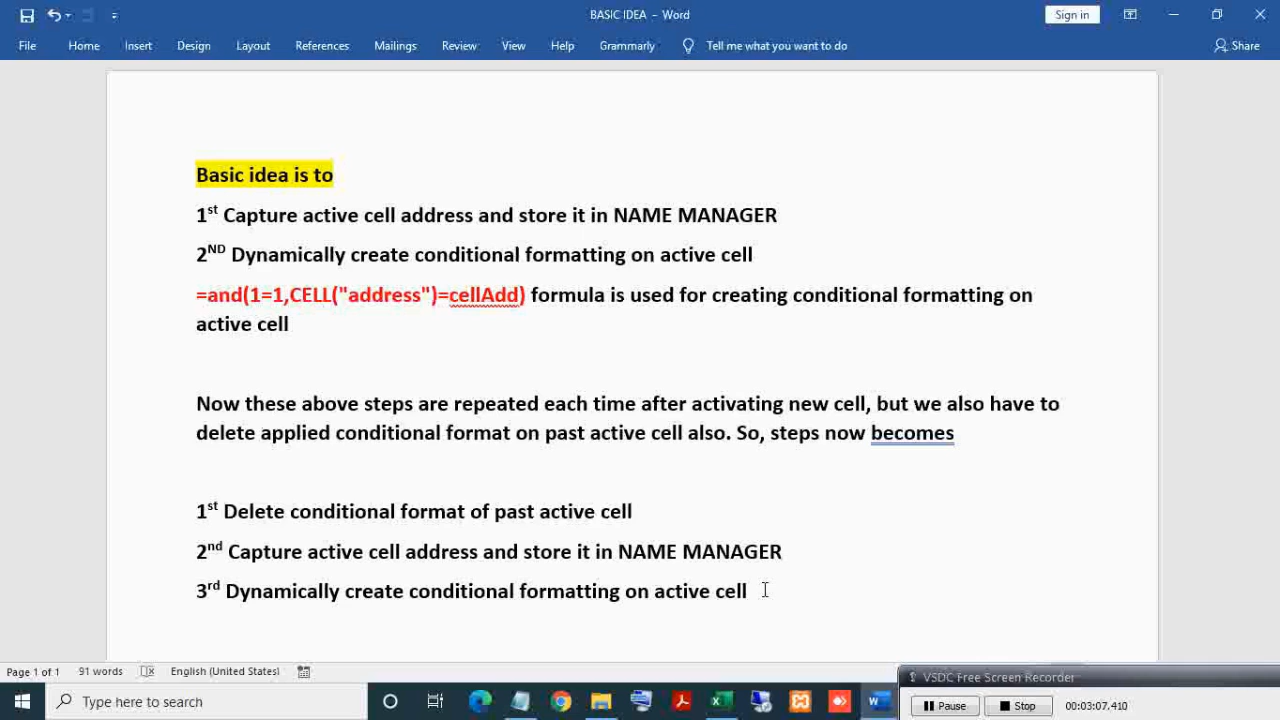 BASIC IDEA – Word
Sign in
File Home Insert Design Layout References Mailings Review View Help Grammarly Tell me what you want to do Share
Basic idea is to
1st Capture active cell address and store it in NAME MANAGER
2ND Dynamically create conditional formatting on active cell
=and(1=1,CELL("address")=cellAdd) formula is used for creating conditional formatting on
active cell
Now these above steps are repeated each time after activating new cell, but we also have to
delete applied conditional format on past active cell also. So, steps now becomes
1st Delete conditional format of past active cell
2nd Capture active cell address and store it in NAME MANAGER
3rd Dynamically create conditional formatting on active cell
Page 1 of 1 91 words English (United States)
VSDC Free Screen Recorder
Type here to search
Pause Stop 00:03:07.410